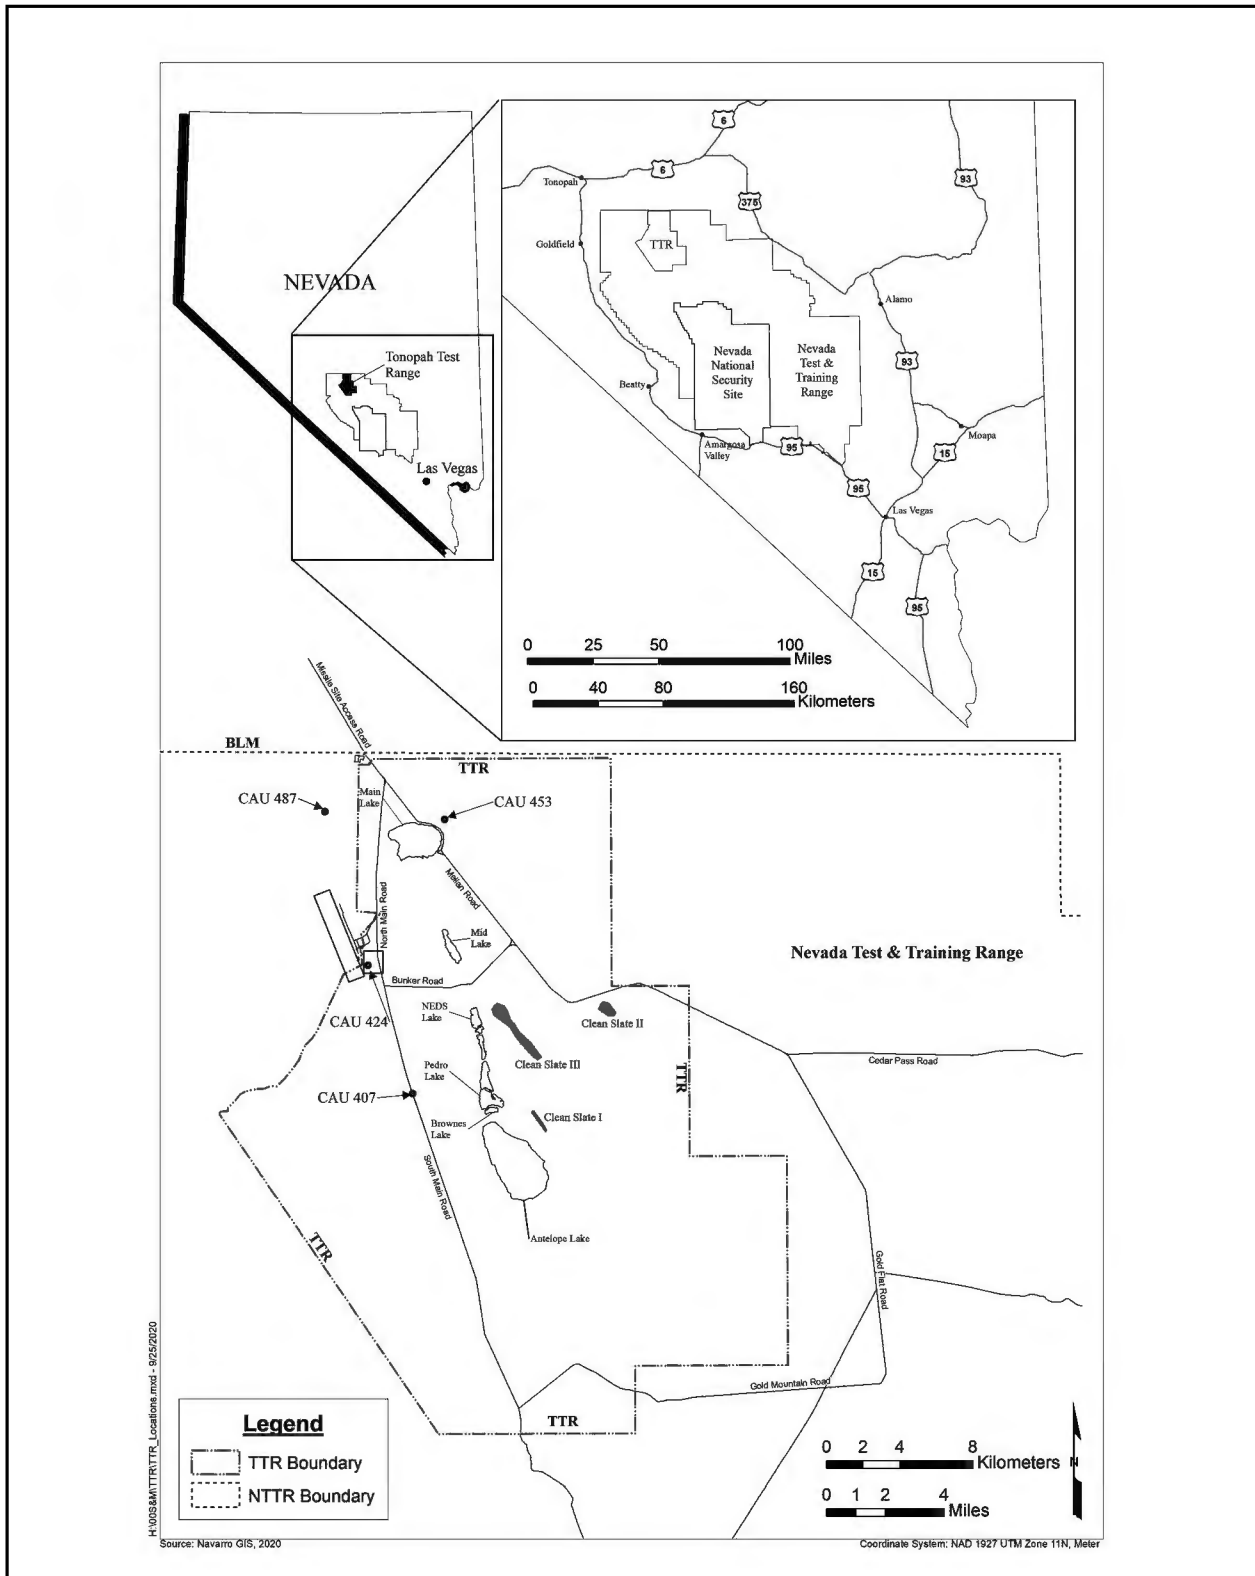 6
6
93
Tonopah
375
TTR
Goldfield
NEVADA
Alamo
Tonopah Test
Range
Nevada
National
Security
Site
Nevada
Test &
Training
Range
93
Beatty
Moapa
Las Vegas
Amargosa
Valley
95
15
95
Las Vegas
15
95
0 25 50 100
Miles
0 40 80 160
Kilometers
Missile Site Access Road
BLM
TTR
Main
Lake
CAU 487
CAU 453
Mellan Road
North Main Road
Mid
Lake
Nevada Test & Training Range
Bunker Road
NEDS
Lake
CAU 424
Clean Slate II
Clean Slate III
Cedar Pass Road
Pedro
Lake
TTR
CAU 407
Clean Slate I
Brownes
Lake
South Main Road
TTR
Antelope Lake
Gold Flat Road
Gold Mountain Road
TTR
Legend
TTR Boundary
NTTR Boundary
0 2 4 8
Kilometers
0 1 2 4
Miles
N
H:\00S&M\TTR\TTR_Locations.mxd - 9/25/2020
Source: Navarro GIS, 2020
Coordinate System: NAD 1927 UTM Zone 11N, Meter